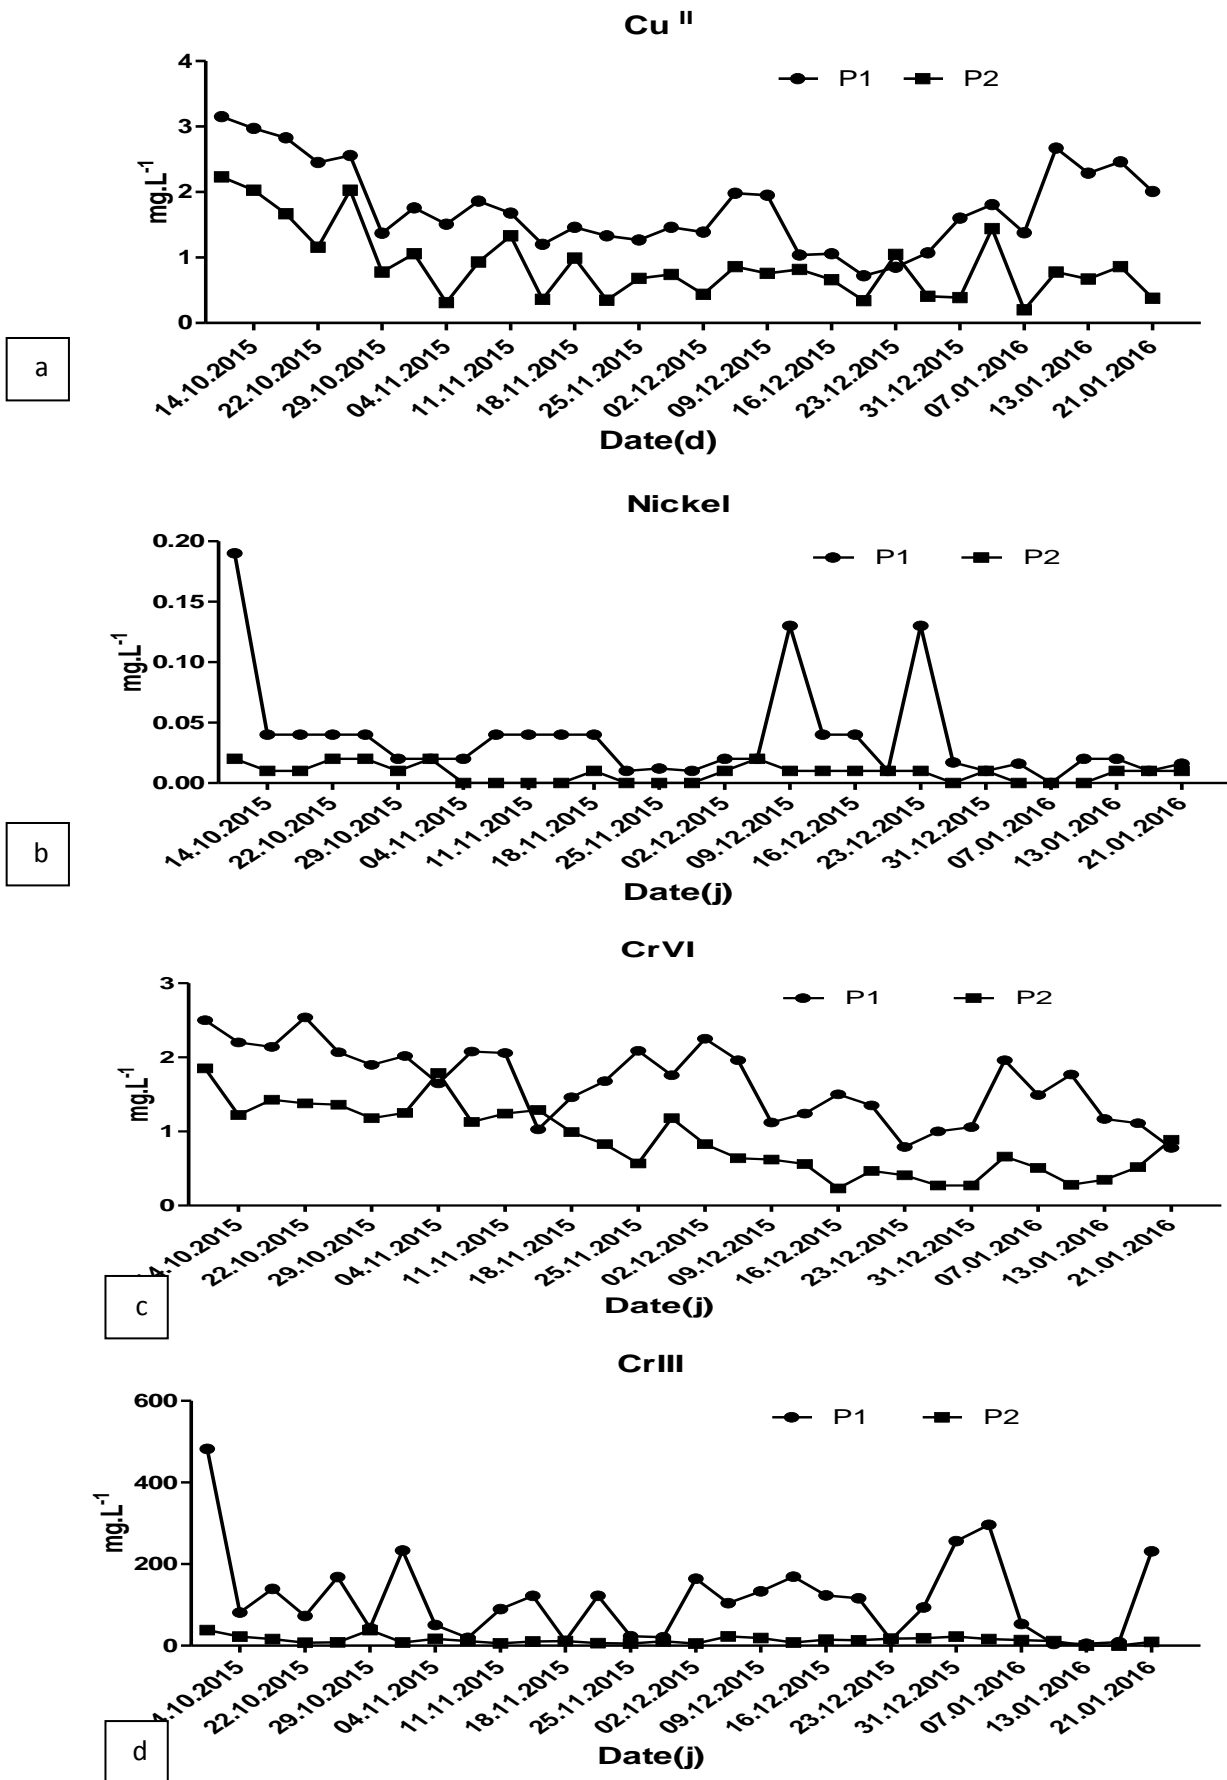 Cu II
P1 P2
4
3
2
1
0
mg.L-1
14.10.2015 22.10.2015 29.10.2015 04.11.2015 11.11.2015 18.11.2015 25.11.2015 02.12.2015 09.12.2015 16.12.2015 23.12.2015 31.12.2015 07.01.2016 13.01.2016 21.01.2016
a
Date(d)
Nickel
P1 P2
0.20
0.15
0.10
0.05
0.00
mg.L-1
14.10.2015 22.10.2015 29.10.2015 04.11.2015 11.11.2015 18.11.2015 25.11.2015 02.12.2015 09.12.2015 16.12.2015 23.12.2015 31.12.2015 07.01.2016 13.01.2016 21.01.2016
b
Date(j)
CrVI
P1 P2
3
2
1
0
mg.L-1
14.10.2015 22.10.2015 29.10.2015 04.11.2015 11.11.2015 18.11.2015 25.11.2015 02.12.2015 09.12.2015 16.12.2015 23.12.2015 31.12.2015 07.01.2016 13.01.2016 21.01.2016
c
Date(j)
CrIII
P1 P2
600
400
200
0
mg.L-1
4.10.2015 22.10.2015 29.10.2015 04.11.2015 11.11.2015 18.11.2015 25.11.2015 02.12.2015 09.12.2015 16.12.2015 23.12.2015 31.12.2015 07.01.2016 13.01.2016 21.01.2016
d
Date(j)